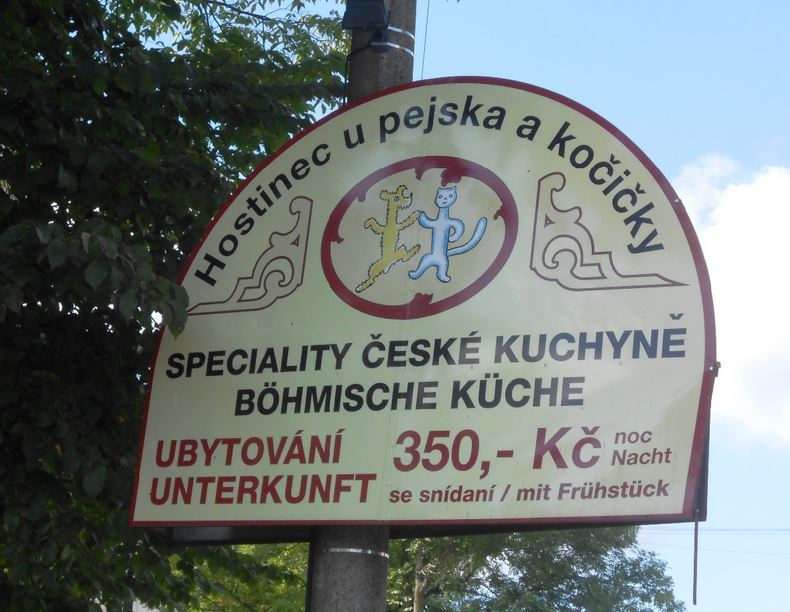 Hostinec u pejska a kočičky
SPECIALITY ČESKÉ KUCHYNĚ
BÖHMISCHE KÜCHE
UBYTOVÁNÍ 350,- Kč noc
UNTERKUNFT Nacht
se snídaní / mit Frühstück